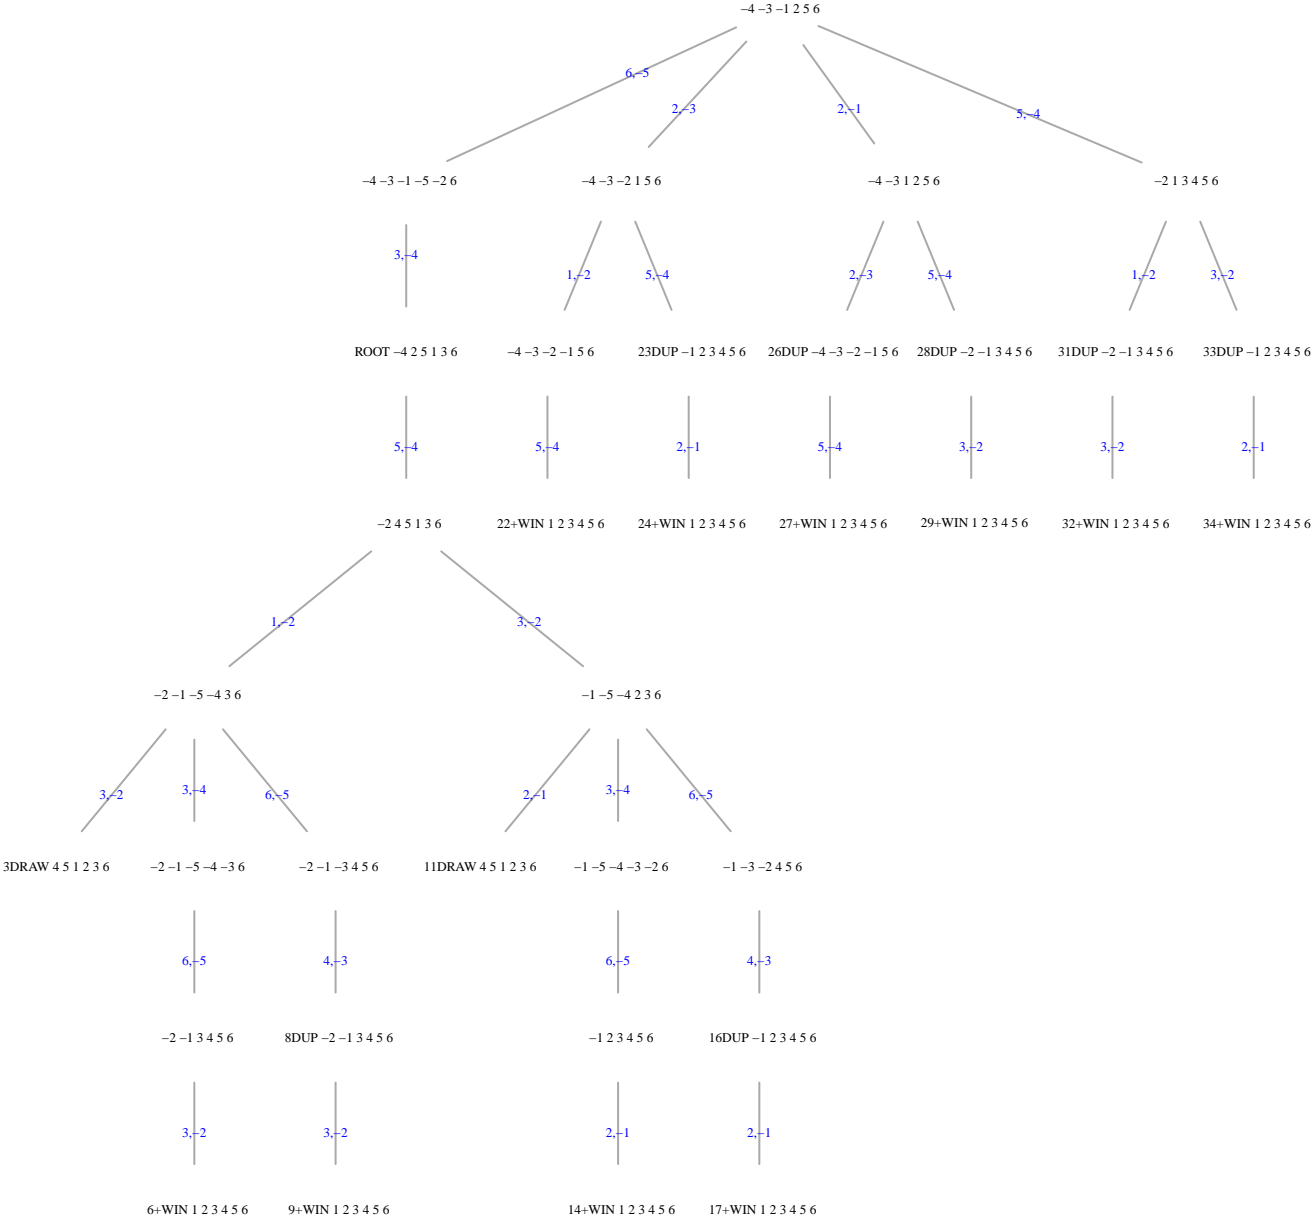 −4 −3 −1 2 5 6
6,−5
2,−3
2,−1
5,−4
−4 −3 −1 −5 −2 6
−4 −3 −2 1 5 6
−4 −3 1 2 5 6
−2 1 3 4 5 6
3,−4
1,−2
5,−4
2,−3
5,−4
1,−2
3,−2
ROOT −4 2 5 1 3 6
−4 −3 −2 −1 5 6
23DUP −1 2 3 4 5 6
26DUP −4 −3 −2 −1 5 6
28DUP −2 −1 3 4 5 6
31DUP −2 −1 3 4 5 6
33DUP −1 2 3 4 5 6
5,−4
5,−4
2,−1
5,−4
3,−2
3,−2
2,−1
−2 4 5 1 3 6
22+WIN 1 2 3 4 5 6
24+WIN 1 2 3 4 5 6
27+WIN 1 2 3 4 5 6
29+WIN 1 2 3 4 5 6
32+WIN 1 2 3 4 5 6
34+WIN 1 2 3 4 5 6
1,−2
3,−2
−2 −1 −5 −4 3 6
−1 −5 −4 2 3 6
3,−2
3,−4
6,−5
2,−1
3,−4
6,−5
3DRAW 4 5 1 2 3 6
−2 −1 −5 −4 −3 6
−2 −1 −3 4 5 6
11DRAW 4 5 1 2 3 6
−1 −5 −4 −3 −2 6
−1 −3 −2 4 5 6
6,−5
4,−3
6,−5
4,−3
−2 −1 3 4 5 6
8DUP −2 −1 3 4 5 6
−1 2 3 4 5 6
16DUP −1 2 3 4 5 6
3,−2
3,−2
2,−1
2,−1
6+WIN 1 2 3 4 5 6
9+WIN 1 2 3 4 5 6
14+WIN 1 2 3 4 5 6
17+WIN 1 2 3 4 5 6